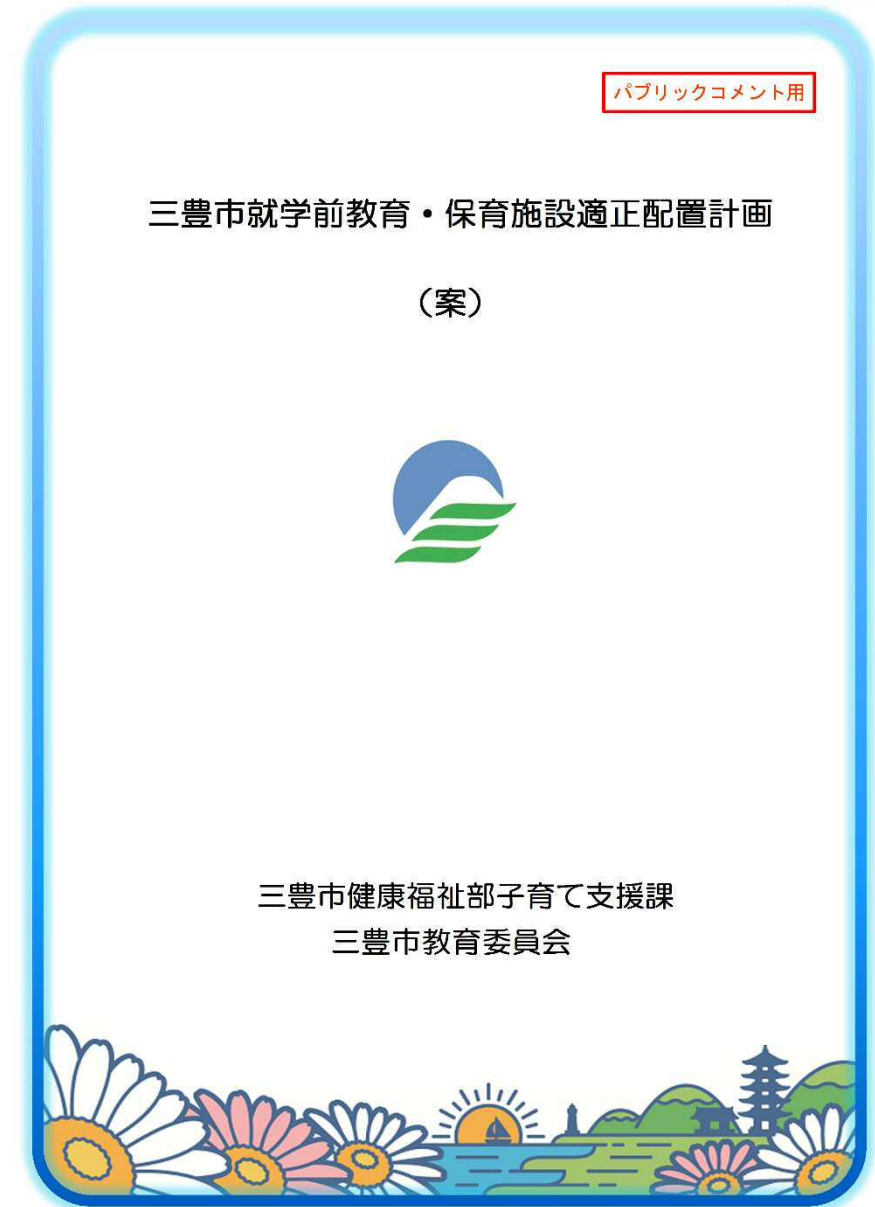 パブリックコメント用
三豊市就学前教育・保育施設適正配置計画
（案）
三豊市健康福祉部子育て支援課
三豊市教育委員会